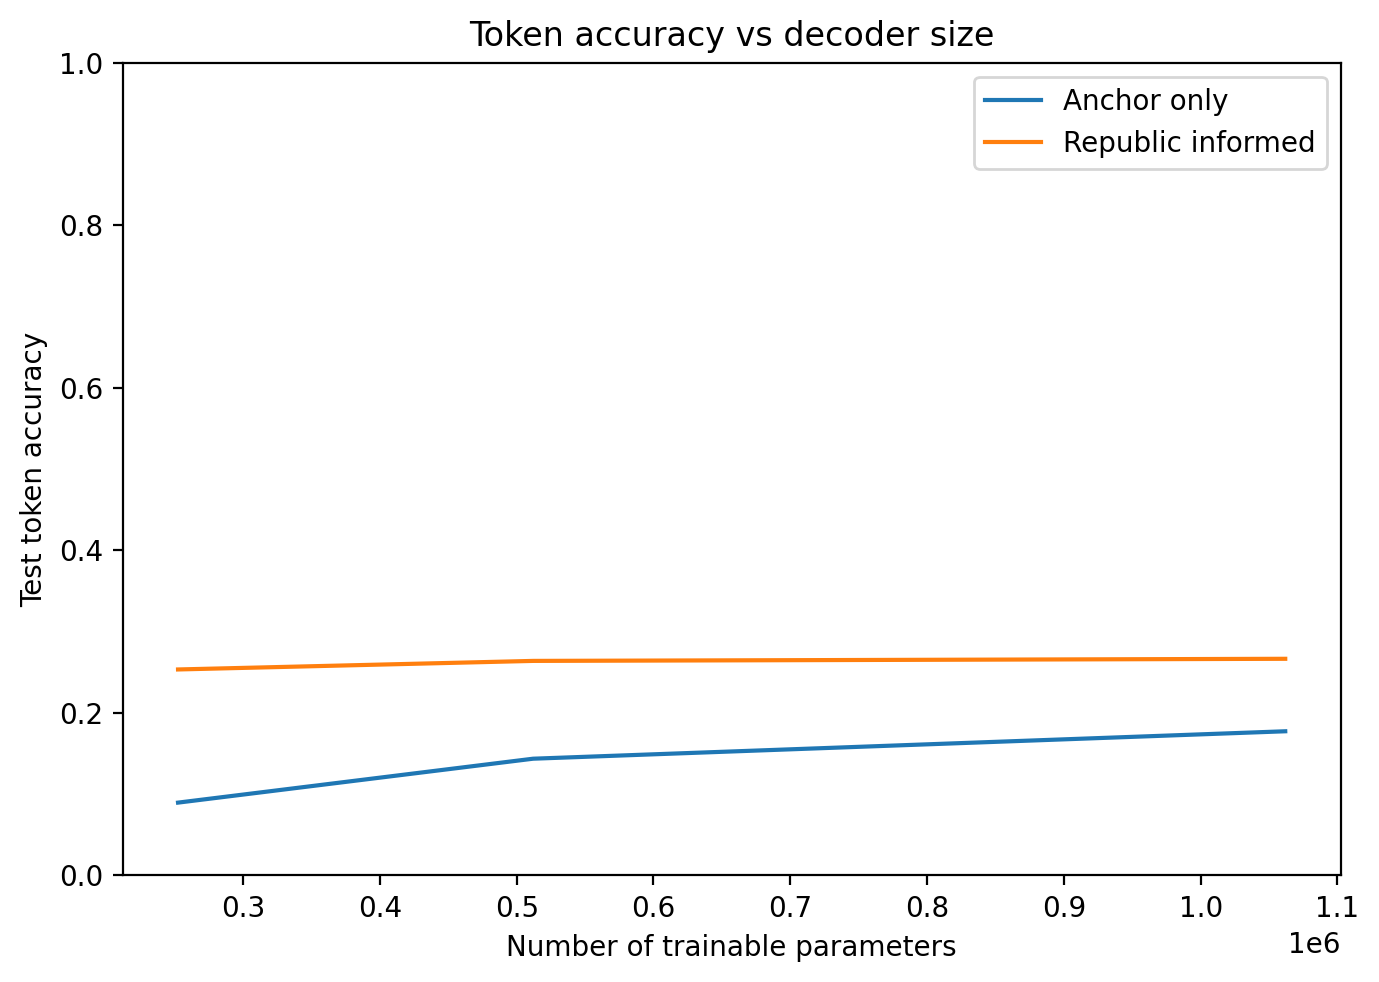 Token accuracy vs decoder size
1.0
0.8
0.6
0.4
0.2
0.0
Test token accuracy
Anchor only
Republic informed
0.3 0.4 0.5 0.6 0.7 0.8 0.9 1.0 1.1
1e6
Number of trainable parameters